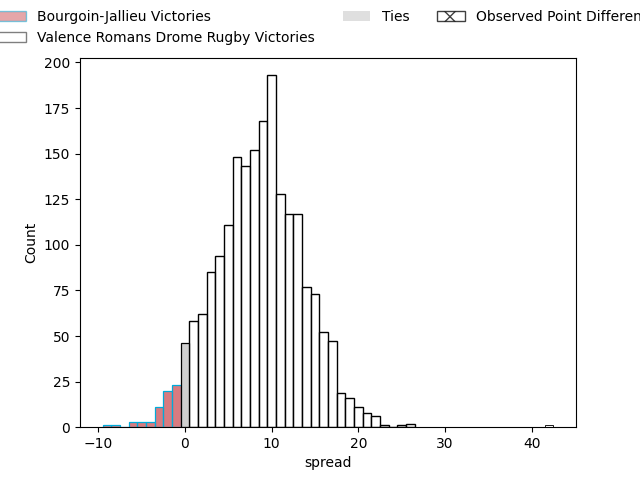 Bourgoin-Jallieu Victories
Ties
Observed Point Differen
Valence Romans Drome Rugby Victories
200
175
150
125
100
75
50
25
0
Count
−10 0 10 20 30 40
spread